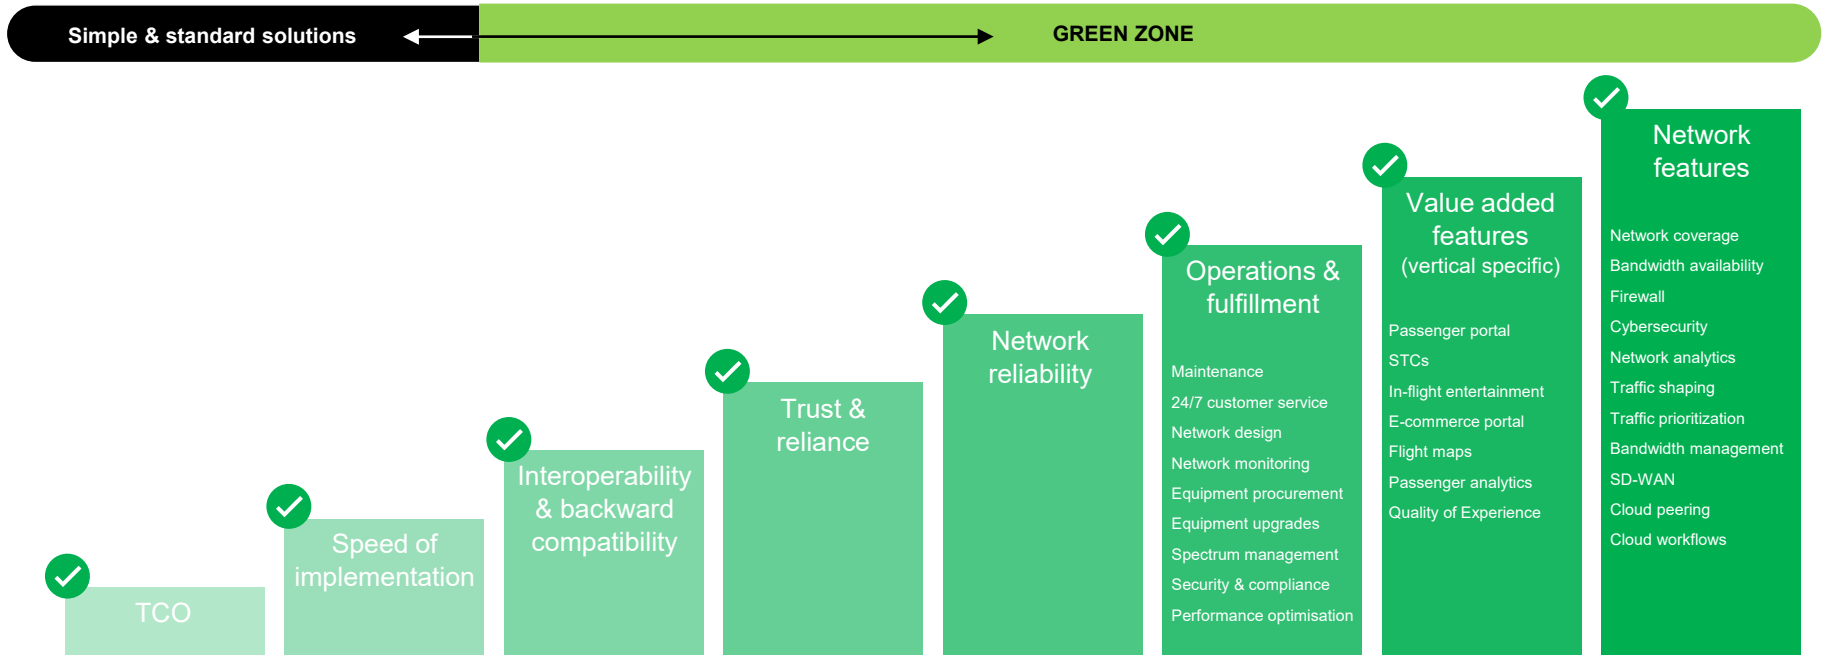 Simple & standard solutions
GREEN ZONE
TCO
Speed of
implementation
Interoperability
& backward
compatibility
Trust &
reliance
Network
reliability
Operations &
fulfillment
Maintenance
24/7 customer service
Network design
Network monitoring
Equipment procurement
Equipment upgrades
Spectrum management
Security & compliance
Performance optimisation
Value added
features
(vertical specific)
Passenger portal
STCs
In-flight entertainment
E-commerce portal
Flight maps
Passenger analytics
Quality of Experience
Network
features
Network coverage
Bandwidth availability
Firewall
Cybersecurity
Network analytics
Traffic shaping
Traffic prioritization
Bandwidth management
SD-WAN
Cloud peering
Cloud workflows